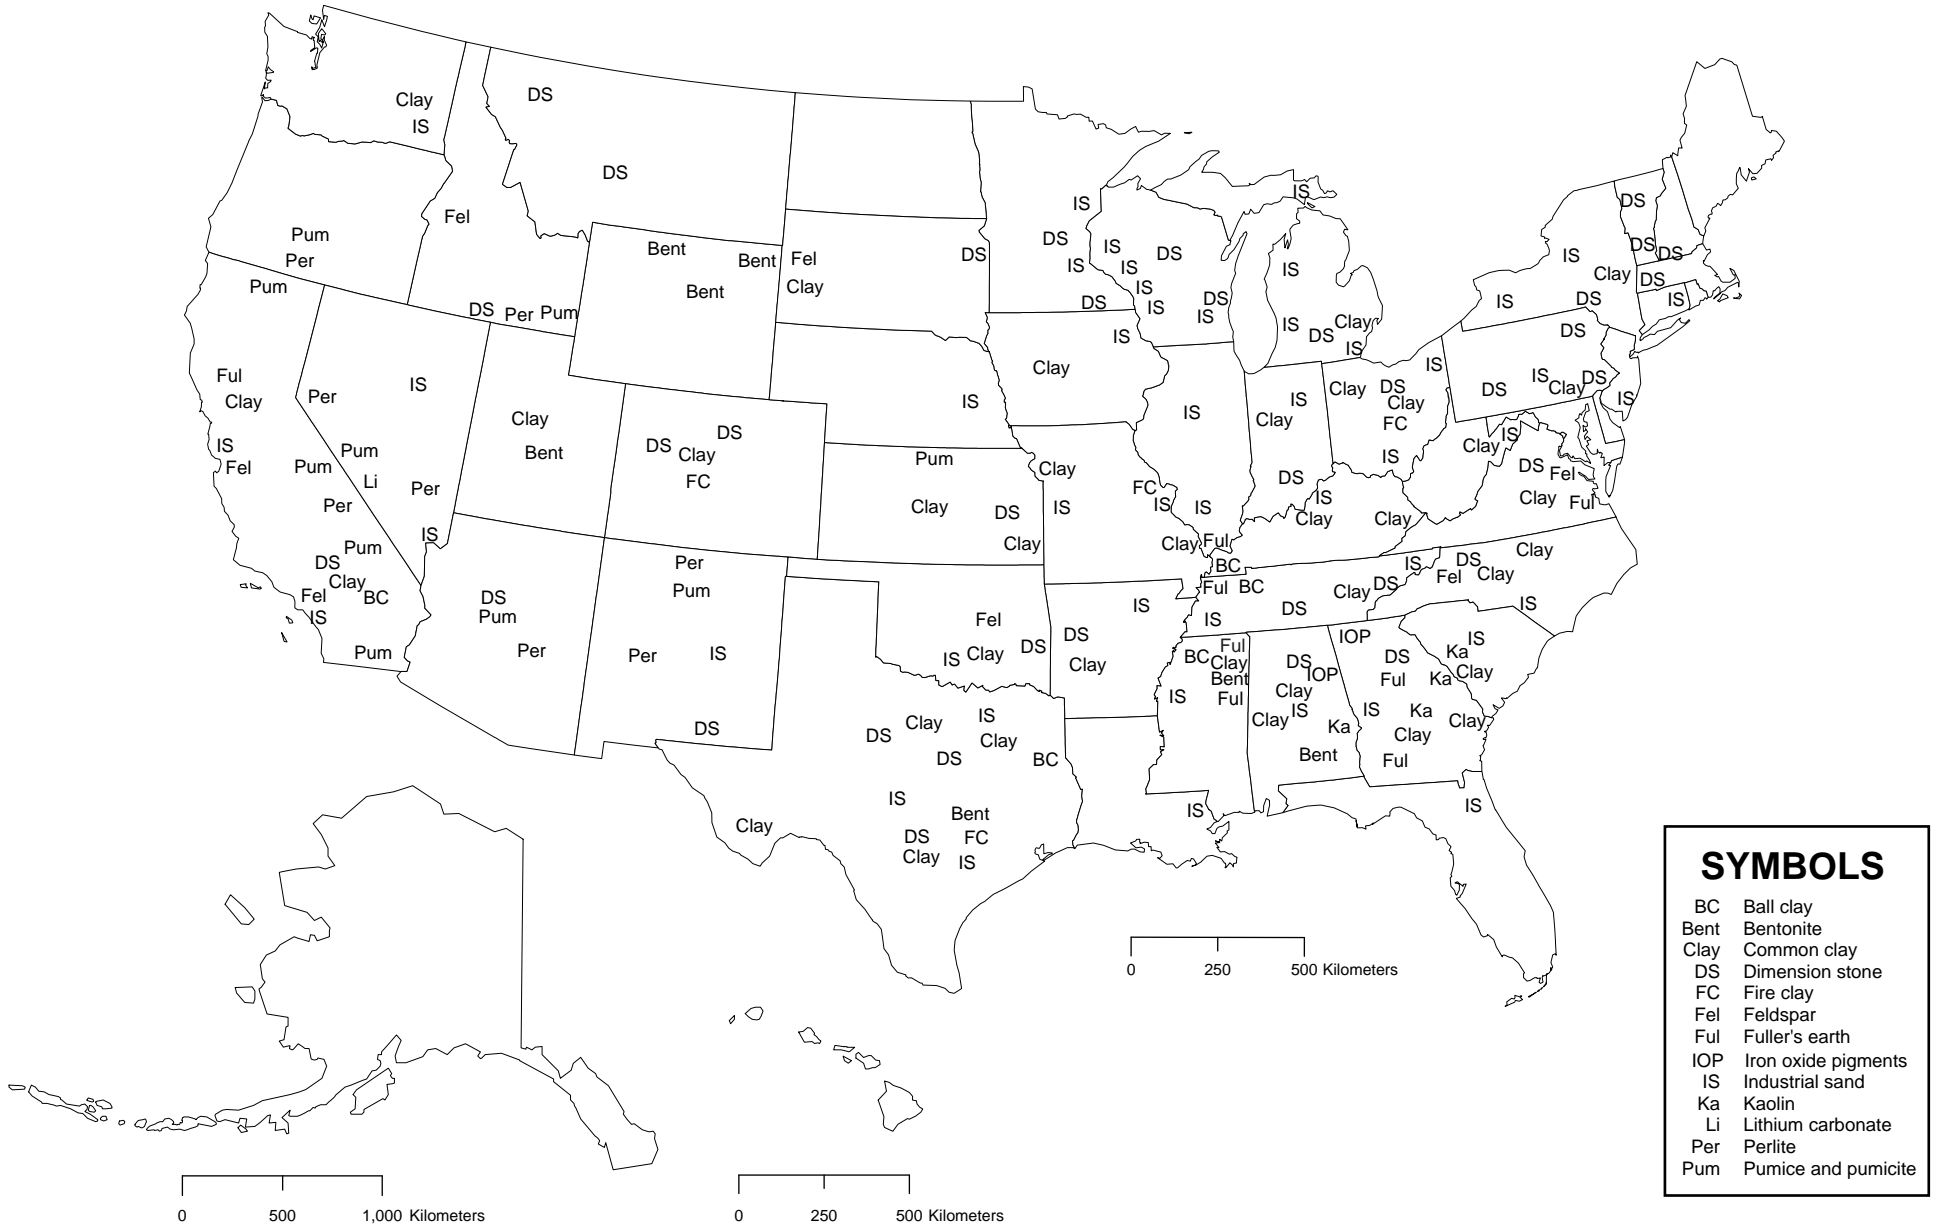 Clay
IS
Pum
Per
Fel
DS
DS
DS Per Pum
Bent
Bent
Bent
Fel
Clay
DS
Pum
Ful
Clay
IS
Fel
Pum
Per
Pum
DS
Clay
Fel
BC
IS
Pum
IS
Per
Pum
Li
Per
IS
Clay
Bent
DS
DS
Clay
FC
DS
Pum
Per
Per
Pum
Per
IS
DS
IS
Pum
Clay
DS
Clay
Fel
DS
IS Clay
Clay
IS
DS
Clay
DS
BC
IS
Bent
DS
FC
Clay
IS
Clay
IS
DS
IS
DS
IS
Clay
Clay
FC
IS
IS
Clay
IS
DS
Clay
IS
IS
DS
IS
IS
IS
DS
IS
IS
IS
Ful
IS
IS
IS
Clay
DS
IS
IS
Clay
DS
Clay
DS
Clay
FC
IS
IS
IS
Clay
Clay
BC
Ful
BC
Clay
DS
DS
IS
IS
Ful
BC
Clay
Bent
IS
Ful
IOP
DS
IOP
Clay
Clay
IS
Ka
Bent
DS
Ful
Ka
IS
Ka
Clay
Clay
Ful
IS
IS
Ka
Clay
DS
Clay
Fel
Clay
IS
DS
Fel
Clay
Ful
Clay
IS
DS
IS
DS
Clay
DS
IS
IS
Clay
IS
DS
DS
DS
DS
DS
IS
SYMBOLS
BC Ball clay
Bent Bentonite
Clay Common clay
DS Dimension stone
FC Fire clay
Fel Feldspar
Ful Fuller's earth
IOP Iron oxide pigments
IS Industrial sand
Ka Kaolin
Li Lithium carbonate
Per Perlite
Pum Pumice and pumicite
0 250 500 Kilometers
0 500 1,000 Kilometers
0 250 500 Kilometers